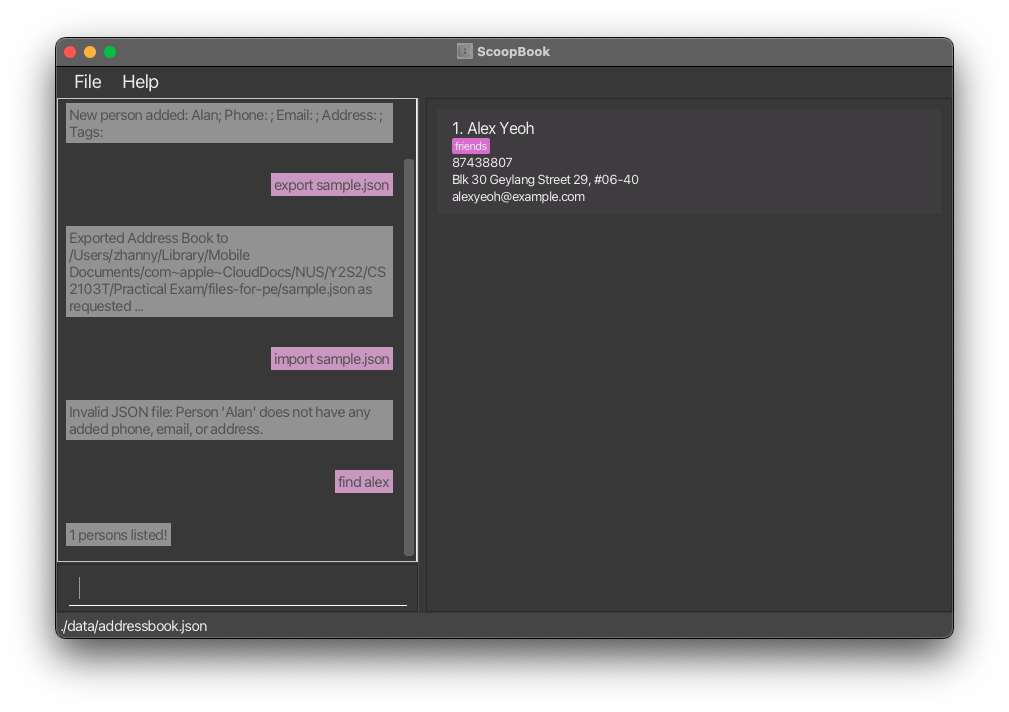 ScoopBook
File Help
New person added: Alan; Phone: ; Email: ; Address: ;
Tags:
export sample.json
Exported Address Book to
/Users/zhanny/Library/Mobile
Documents/com~apple~CloudDocs/NUS/Y2S2/CS
2103T/Practical Exam/files-for-pe/sample.json as
requested ...
import sample.json
Invalid JSON file: Person 'Alan' does not have any
added phone, email, or address.
find alex
1 persons listed!
1. Alex Yeoh
friends
87438807
Blk 30 Geylang Street 29, #06-40
alexyeoh@example.com
./data/addressbook.json